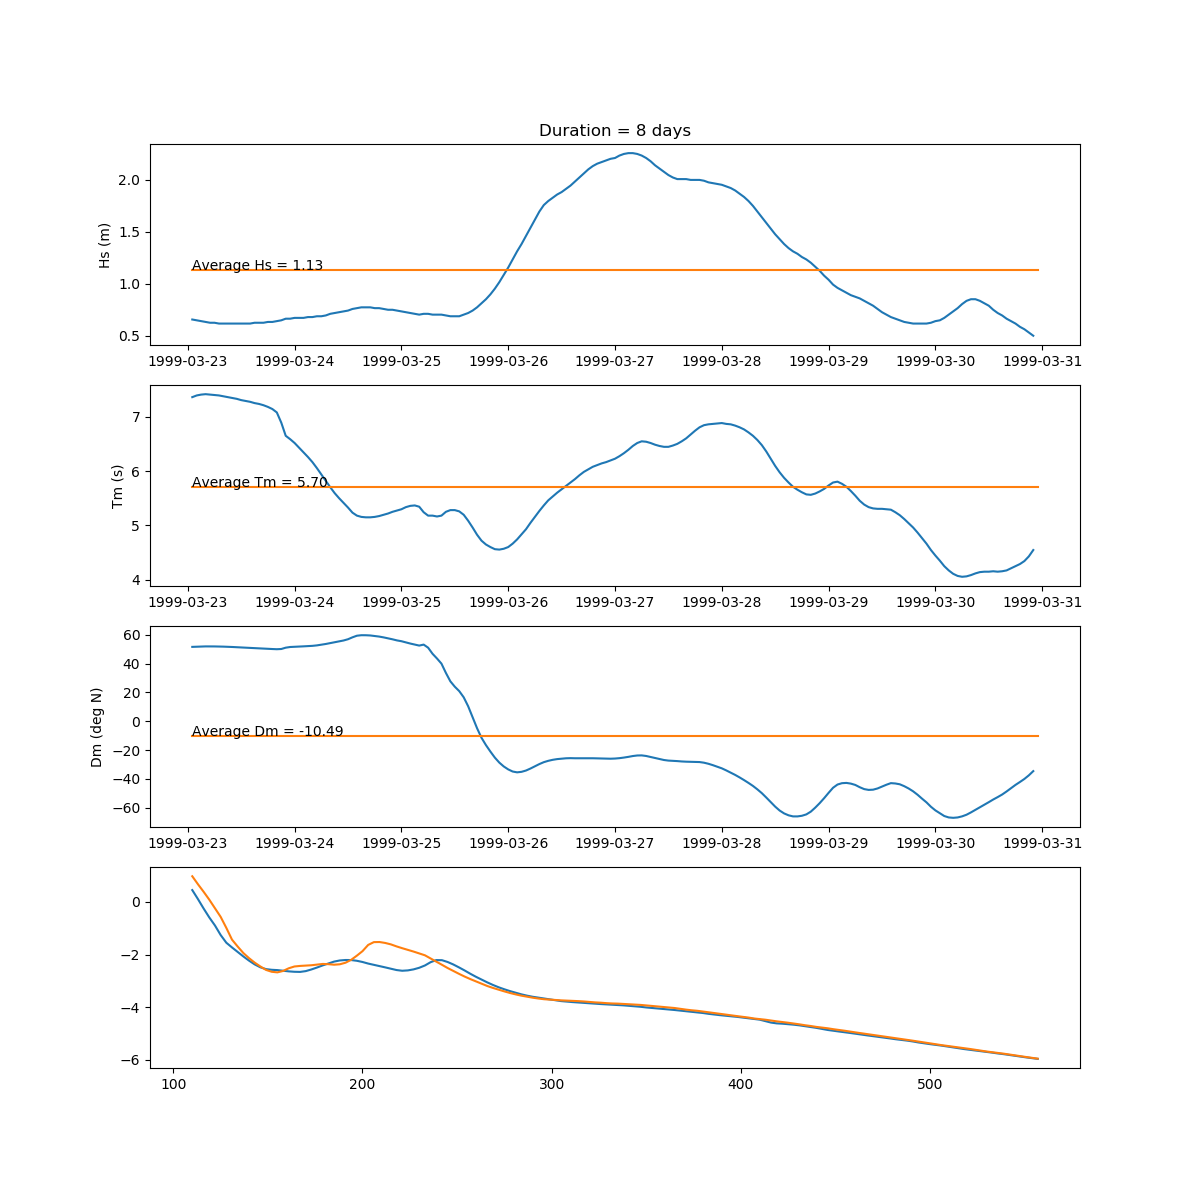 Duration = 8 days
2.0
1.5
1.0
0.5
Hs (m)
Average Hs = 1.13
1999-03-23 1999-03-24 1999-03-25 1999-03-26 1999-03-27 1999-03-28 1999-03-29 1999-03-30 1999-03-31
7
6
5
4
Tm (s)
Average Tm = 5.70
1999-03-23 1999-03-24 1999-03-25 1999-03-26 1999-03-27 1999-03-28 1999-03-29 1999-03-30 1999-03-31
60
40
20
0
−20
−40
−60
Dm (deg N)
Average Dm = -10.49
1999-03-23 1999-03-24 1999-03-25 1999-03-26 1999-03-27 1999-03-28 1999-03-29 1999-03-30 1999-03-31
0
−2
−4
−6
100 200 300 400 500